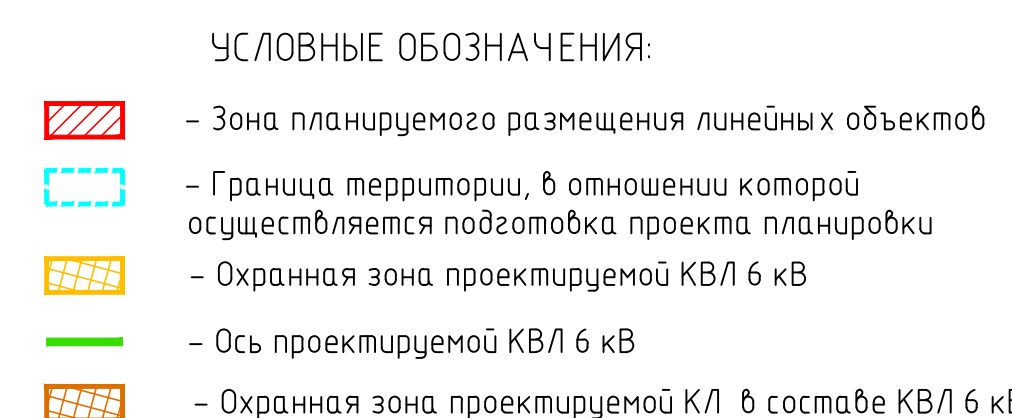 УСЛОВНЫЕ ОБОЗНАЧЕНИЯ:
– Зона планируемого размещения линейных объектов
– Граница территории, в отношении которой
осуществляется подготовка проекта планировки
– Охранная зона проектируемой КВЛ 6 кВ
– Ось проектируемой КВЛ 6 кВ
– Охранная зона проектируемой КЛ в составе КВЛ 6 кВ